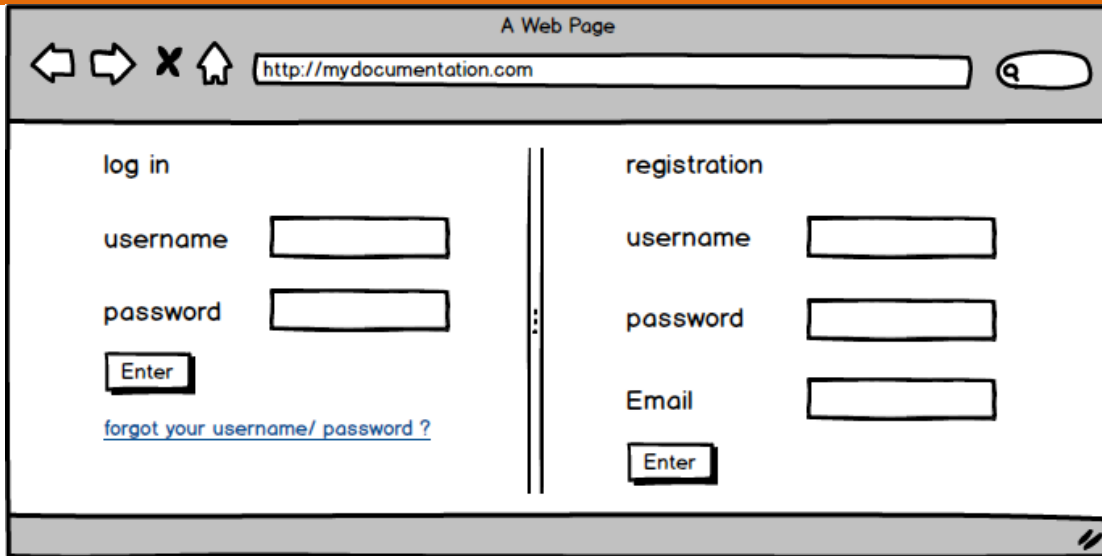 A Web Page
http://mydocumentation.com
log in
username
password
Enter
forgot your username/ password ?
registration
username
password
Email
Enter